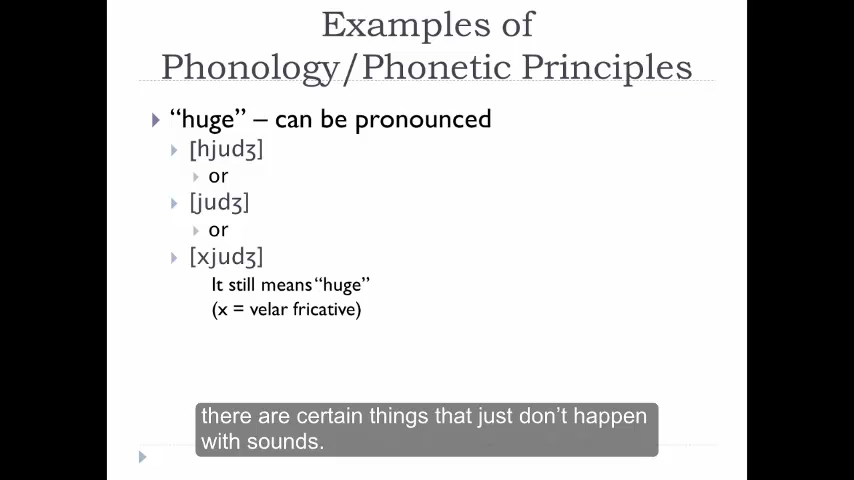 Examples of
Phonology/Phonetic Principles
“huge” – can be pronounced
[hjudʒ]
or
[judʒ]
or
[xjudʒ]
It still means “huge”
(x = velar fricative)
there are certain things that just don’t happen
with sounds.